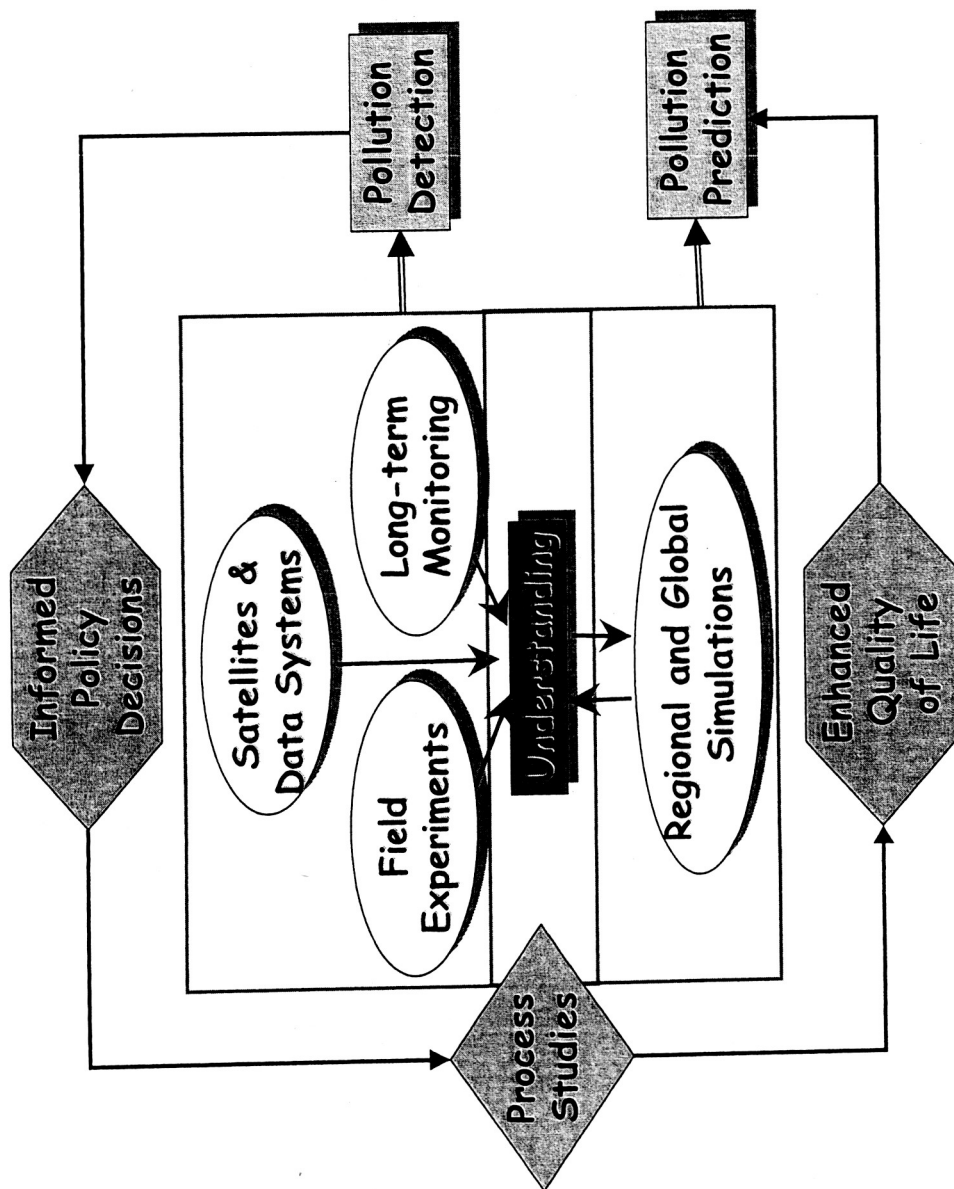 Informed
Policy
Decisions
Satellites &
Data Systems
Field
Experiments
Long-term
Monitoring
Pollution
Detection
Process
Studies
Understanding
Regional and Global
Simulations
Pollution
Prediction
Enhanced
Quality
of Life